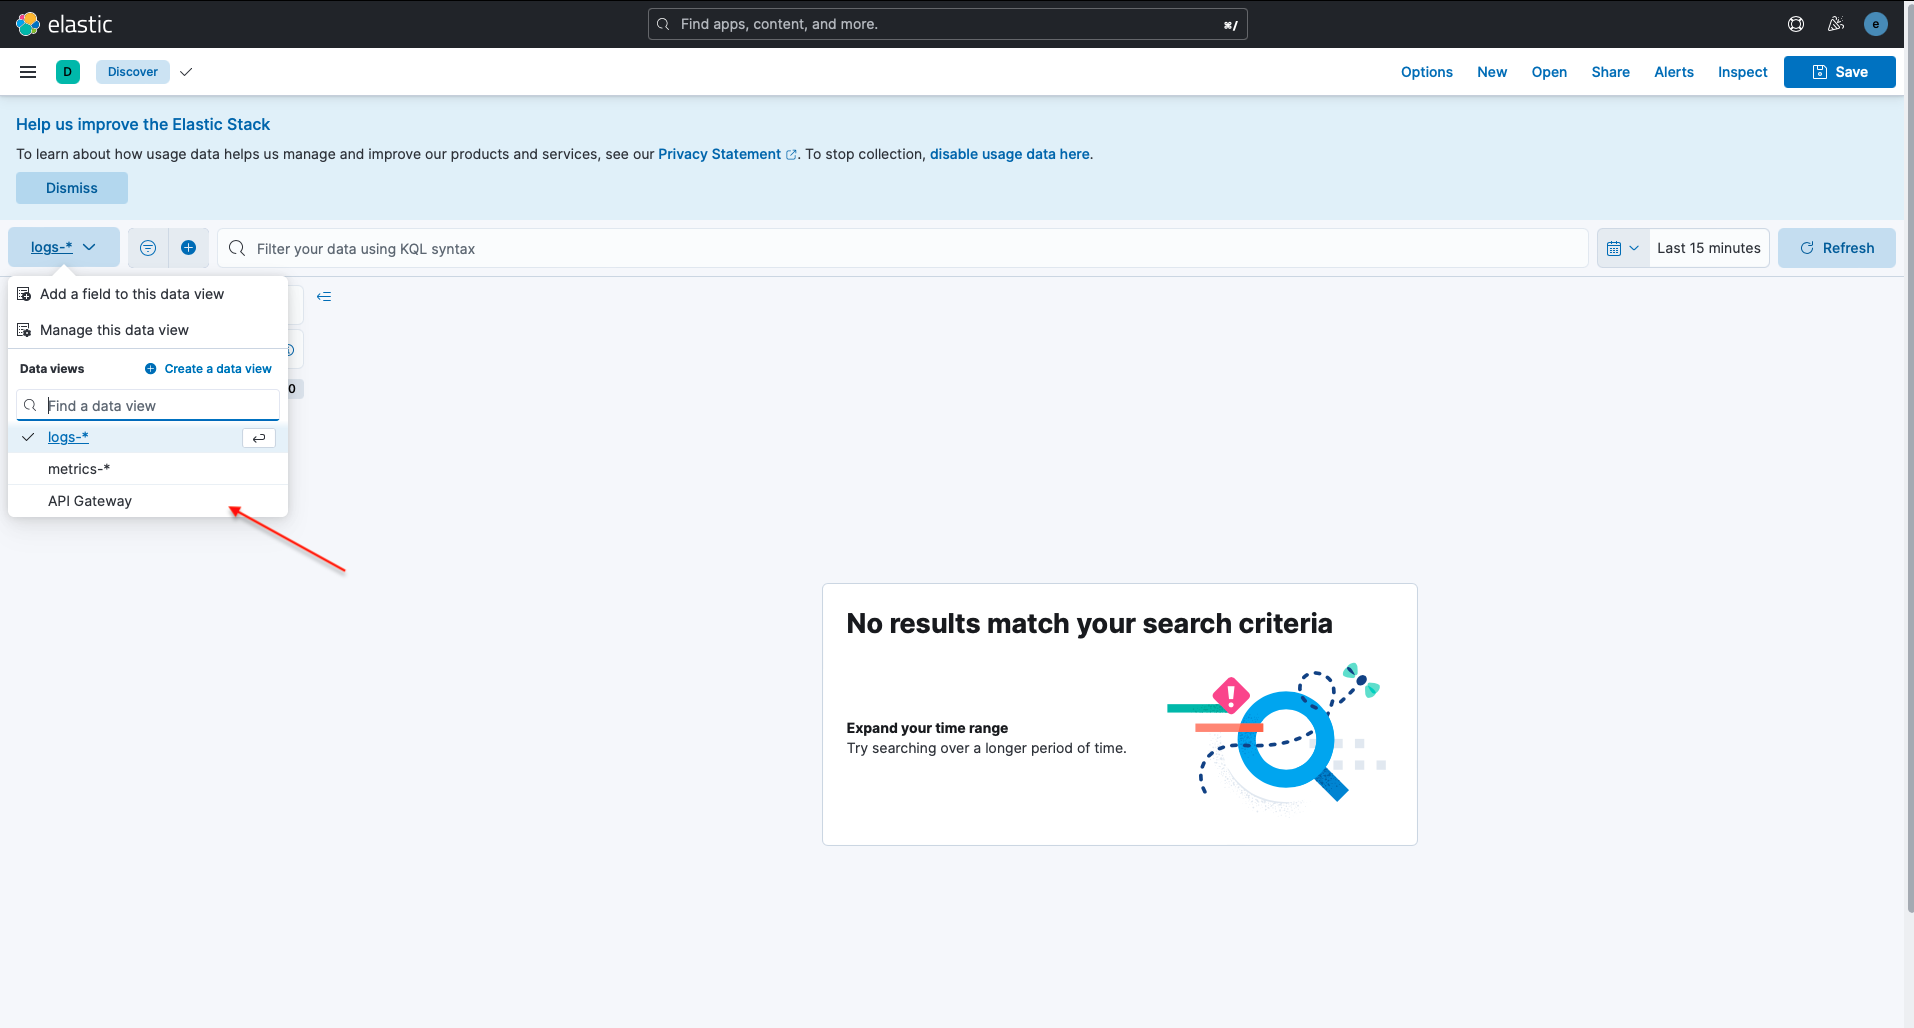 elastic
Find apps, content, and more.
⌘/
e
D
Discover
Options
New
Open
Share
Alerts
Inspect
Save
Help us improve the Elastic Stack
To learn about how usage data helps us manage and improve our products and services, see our Privacy Statement. To stop collection, disable usage data here.
Dismiss
logs-*
Filter your data using KQL syntax
Last 15 minutes
Refresh
Add a field to this data view
Manage this data view
Data views
Create a data view
0
Find a data view
logs-*
metrics-*
API Gateway
No results match your search criteria
Expand your time range
Try searching over a longer period of time.